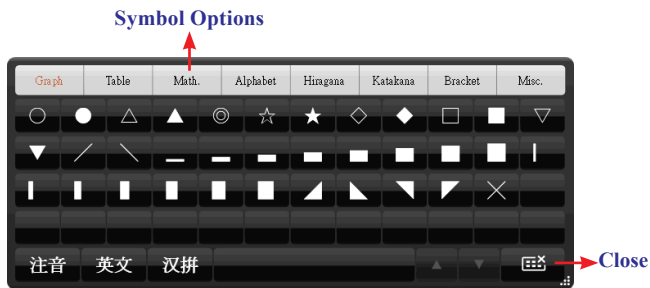 Symbol Options
Graph Table Math. Alphabet Hiragana Katakana Bracket Misc.
○ ● △ ▲ ◎ ☆ ★ ◇ ◆ □ ■ ▽
▼ ╱ ╲ ▁ ▂ ▃ ▄ ▅ ▆ ▇ █ ▏
▎ ▍ ▌ ▋ ▊ ▉ ◢ ◣ ◥ ◤ ╳
注音 英文 汉拼 ▲ ▼
Close